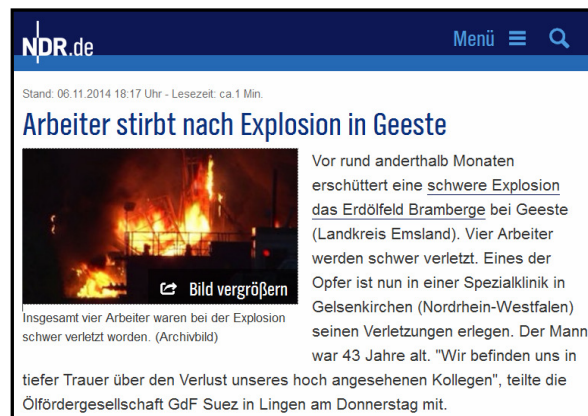 NDR.de
Menü
Stand: 06.11.2014 18:17 Uhr - Lesezeit: ca.1 Min.
Arbeiter stirbt nach Explosion in Geeste
Bild vergrößern
Insgesamt vier Arbeiter waren bei der Explosion
schwer verletzt worden. (Archivbild)
Vor rund anderthalb Monaten
erschüttert eine schwere Explosion
das Erdölfeld Bramberge bei Geeste
(Landkreis Emsland). Vier Arbeiter
werden schwer verletzt. Eines der
Opfer ist nun in einer Spezialklinik in
Gelsenkirchen (Nordrhein-Westfalen)
seinen Verletzungen erlegen. Der Mann
war 43 Jahre alt. "Wir befinden uns in
tiefer Trauer über den Verlust unseres hoch angesehenen Kollegen", teilte die
Ölfördergesellschaft GdF Suez in Lingen am Donnerstag mit.